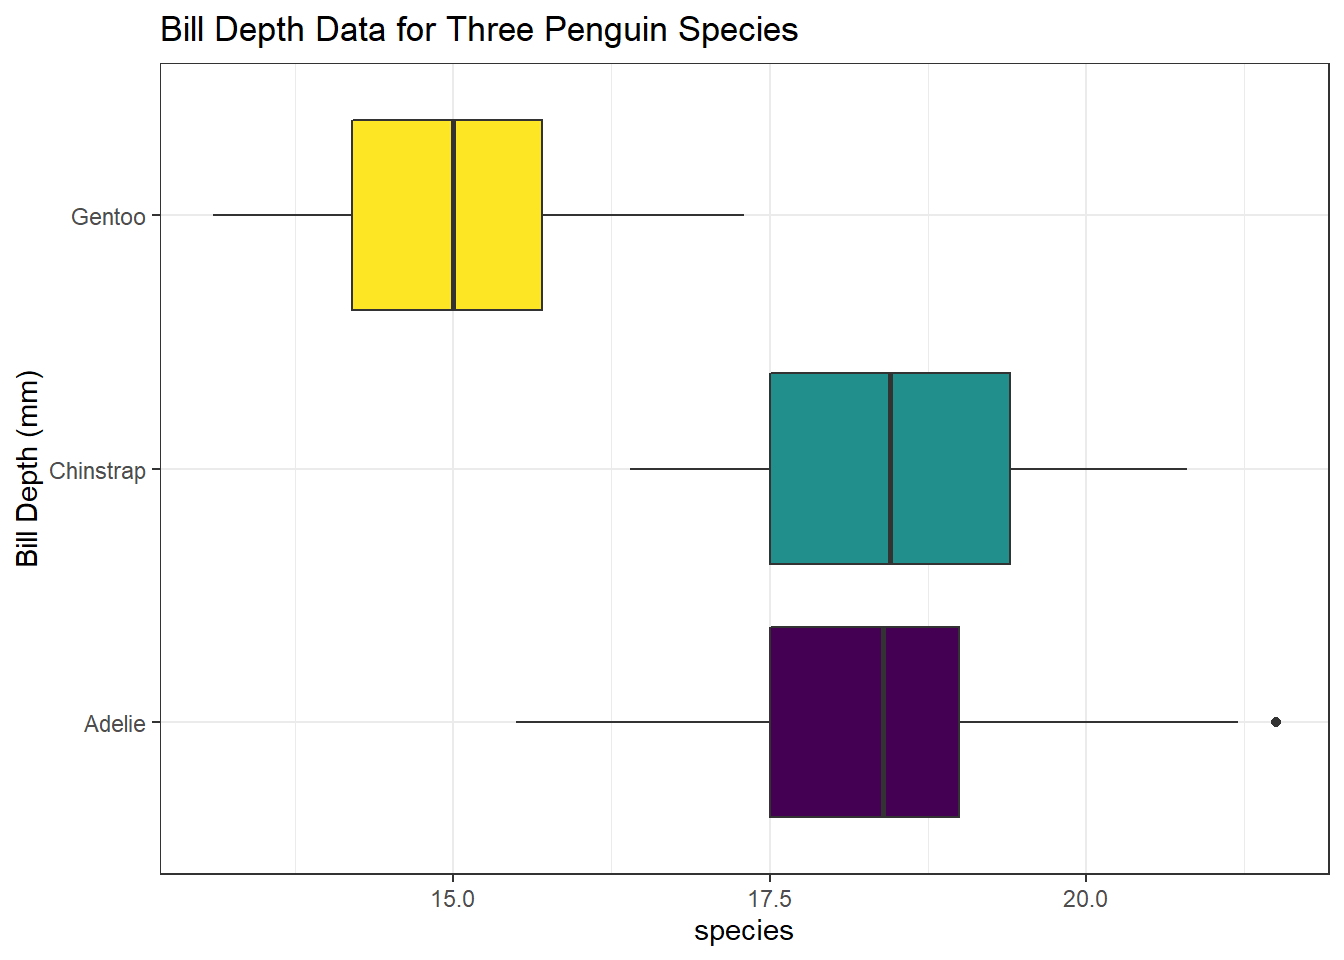 Bill Depth Data for Three Penguin Species
Gentoo
Chinstrap
Adelie
Bill Depth (mm)
15.0 17.5 20.0
species